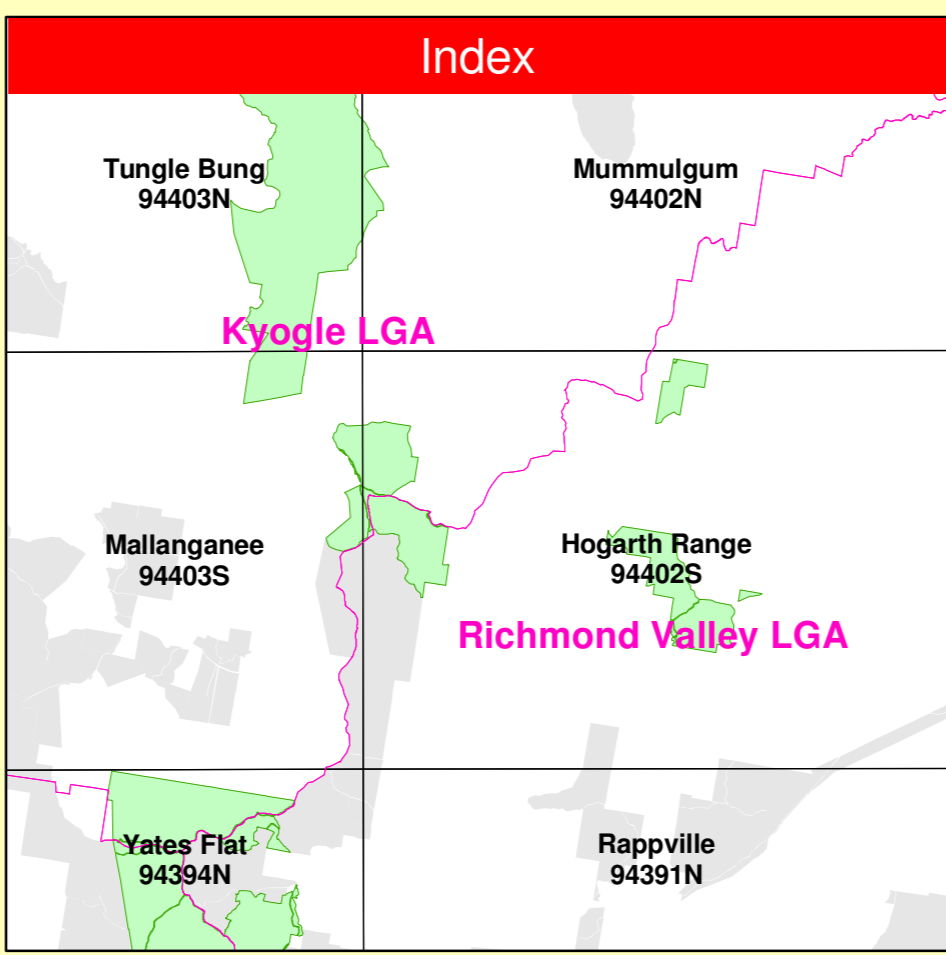 Index
Tungle Bung
94403N
Mummulgum
94402N
Kyogle LGA
Mallanganee
94403S
Hogarth Range
94402S
Richmond Valley LGA
Yates Flat
94394N
Rappville
94391N